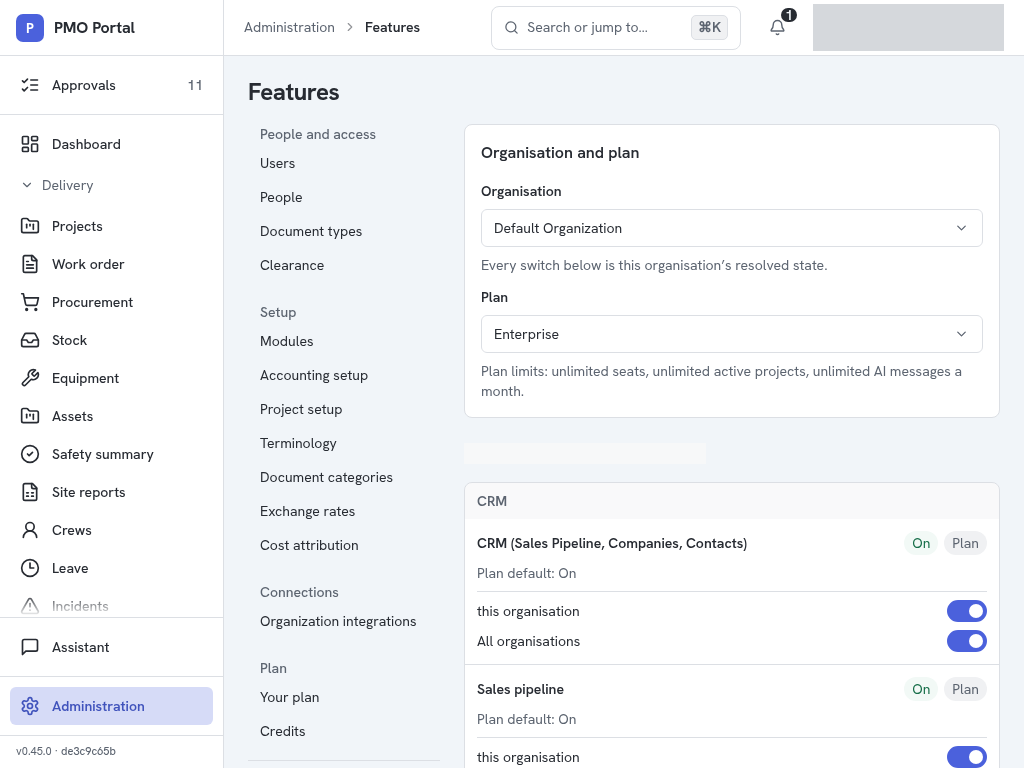 P PMO Portal
Administration > Features
Search or jump to... ⌘K
1
Approvals 11
Dashboard
Delivery
Projects
Work order
Procurement
Stock
Equipment
Assets
Safety summary
Site reports
Crews
Leave
Incidents
Assistant
Administration
v0.45.0 · de3c9c65b
Features
People and access
Users
People
Document types
Clearance
Setup
Modules
Accounting setup
Project setup
Terminology
Document categories
Exchange rates
Cost attribution
Connections
Organization integrations
Plan
Your plan
Credits
Organisation and plan
Organisation
Default Organization
Every switch below is this organisation’s resolved state.
Plan
Enterprise
Plan limits: unlimited seats, unlimited active projects, unlimited AI messages a
month.
CRM
CRM (Sales Pipeline, Companies, Contacts) On Plan
Plan default: On
this organisation
All organisations
Sales pipeline On Plan
Plan default: On
this organisation